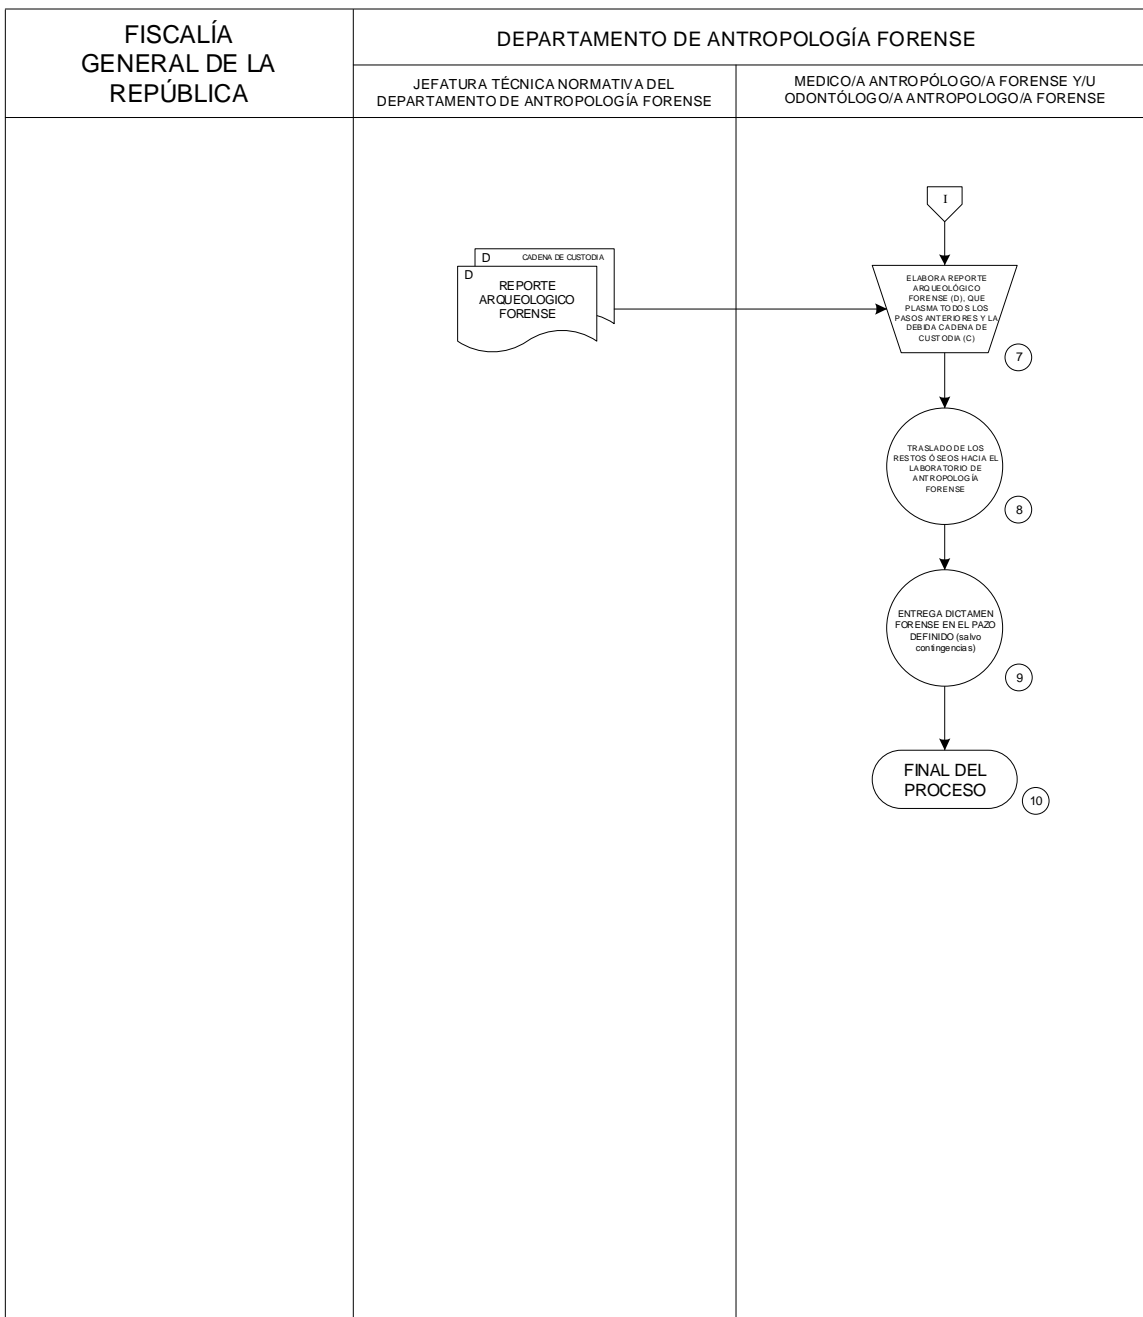 FISCALÍA
GENERAL DE LA
REPÚBLICA
DEPARTAMENTO DE ANTROPOLOGÍA FORENSE
JEFATURA TÉCNICA NORMATIVA DEL
DEPARTAMENTO DE ANTROPOLOGÍA FORENSE
MEDICO/A ANTROPÓLOGO/A FORENSE Y/U
ODONTÓLOGO/A ANTROPOLOGO/A FORENSE
I
D CADENA DE CUSTODIA
D
REPORTE
ARQUEOLOGICO
FORENSE
ELABORA REPORTE
ARQUEOLÓGICO
FORENSE (D), QUE
PLASMA TODOS LOS
PASOS ANTERIORES Y LA
DEBIDA CADENA DE
CUSTODIA (C)
7
TRASLADO DE LOS
RESTOS ÓSEOS HACIA EL
LABORATORIO DE
ANTROPOLOGÍA
FORENSE
8
ENTREGA DICTAMEN
FORENSE EN EL PAZO
DEFINIDO (salvo
contingencias)
9
FINAL DEL
PROCESO
10